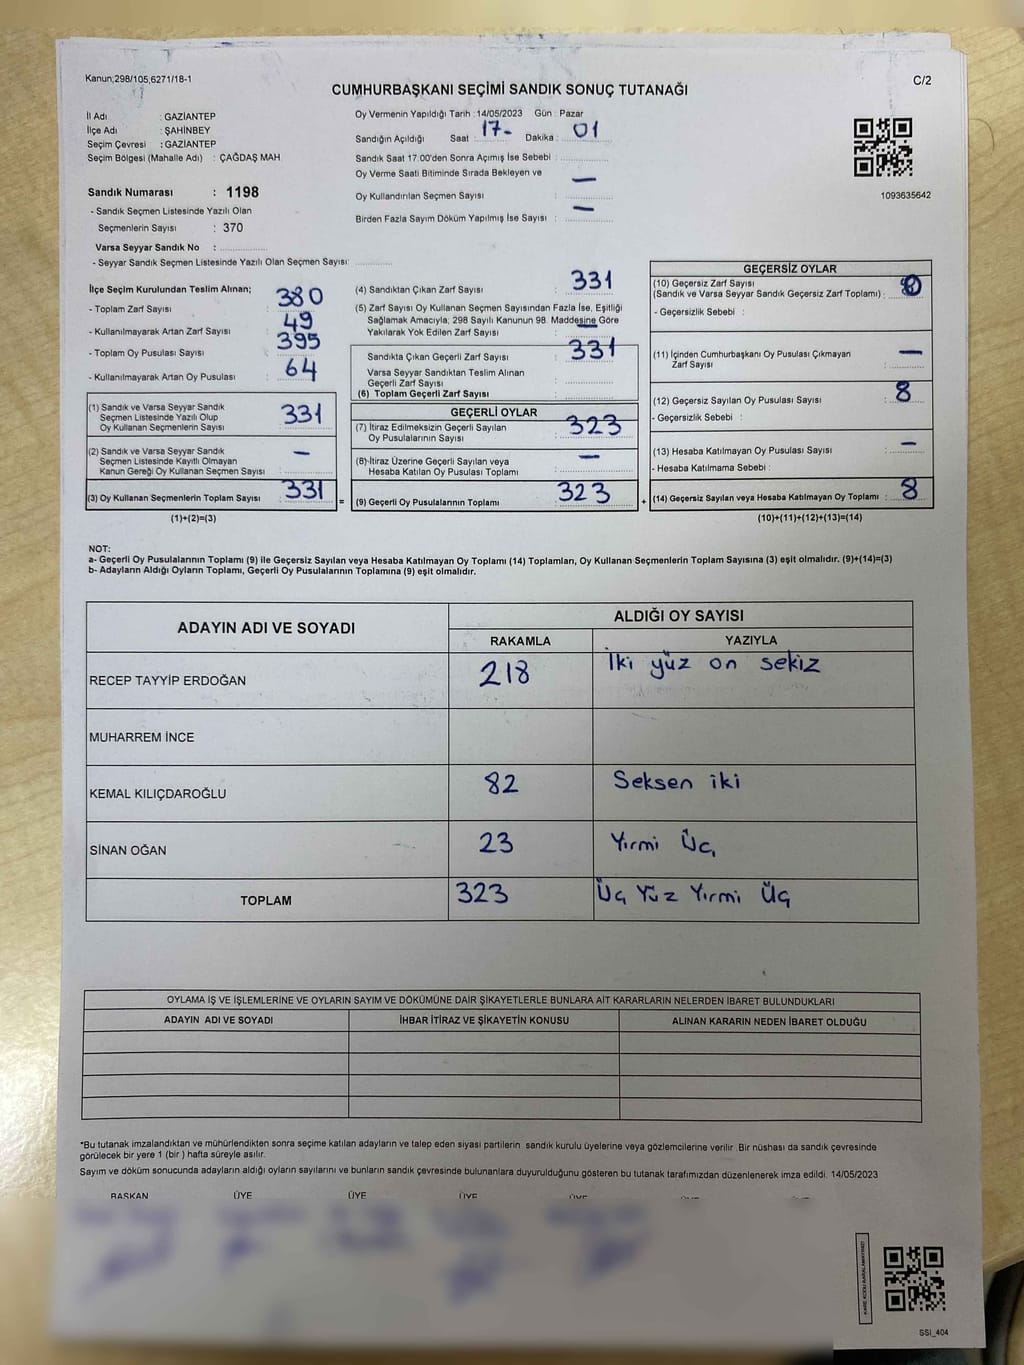 Kanun;298/105;6271/18-1
C/2
CUMHURBAŞKANI SEÇİMİ SANDIK SONUÇ TUTANAĞI
İl Adı : GAZİANTEP
İlçe Adı : ŞAHİNBEY
Seçim Çevresi : GAZİANTEP
Seçim Bölgesi (Mahalle Adı) : ÇAĞDAŞ MAH
Sandık Numarası : 1198
- Sandık Seçmen Listesinde Yazılı Olan
Seçmenlerin Sayısı : 370
Varsa Seyyar Sandık No :
- Seyyar Sandık Seçmen Listesinde Yazılı Olan Seçmen Sayısı:
Oy Vermenin Yapıldığı Tarih :14/05/2023 Gün : Pazar
Sandığın Açıldığı Saat : 17- Dakika : 01
Sandık Saat 17:00'den Sonra Açımış İse Sebebi :
Oy Verme Saati Bitiminde Sırada Bekleyen ve —
Oy Kullandırılan Seçmen Sayısı :
Birden Fazla Sayım Döküm Yapılmış İse Sayısı : —
1093635642
İlçe Seçim Kurulundan Teslim Alınan;
- Toplam Zarf Sayısı : 380
- Kullanılmayarak Artan Zarf Sayısı : 49
- Toplam Oy Pusulası Sayısı : 395
- Kullanılmayarak Artan Oy Pusulası : 64
(1) Sandık ve Varsa Seyyar Sandık
Seçmen Listesinde Yazılı Olup
Oy Kullanan Seçmenlerin Sayısı : 331
(2) Sandık ve Varsa Seyyar Sandık
Seçmen Listesinde Kayıtlı Olmayan
Kanun Gereği Oy Kullanan Seçmen Sayısı : —
(3) Oy Kullanan Seçmenlerin Toplam Sayısı : 331
(1)+(2)=(3)
(4) Sandıktan Çıkan Zarf Sayısı : 331
(5) Zarf Sayısı Oy Kullanan Seçmen Sayısından Fazla İse, Eşitliği
Sağlamak Amacıyla; 298 Sayılı Kanunun 98. Maddesine Göre
Yakılarak Yok Edilen Zarf Sayısı : —
Sandıkta Çıkan Geçerli Zarf Sayısı : 331
Varsa Seyyar Sandıktan Teslim Alınan
Geçerli Zarf Sayısı :
(6) Toplam Geçerli Zarf Sayısı :
GEÇERLİ OYLAR
(7) İtiraz Edilmeksizin Geçerli Sayılan
Oy Pusulalarının Sayısı : 323
(8)-İtiraz Üzerine Geçerli Sayılan veya
Hesaba Katılan Oy Pusulaları Toplamı : —
= (9) Geçerli Oy Pusulalarının Toplamı : 323
GEÇERSİZ OYLAR
(10) Geçersiz Zarf Sayısı
(Sandık ve Varsa Seyyar Sandık Geçersiz Zarf Toplamı) :
- Geçersizlik Sebebi :
(11) İçinden Cumhurbaşkanı Oy Pusulası Çıkmayan
Zarf Sayısı : —
(12) Geçersiz Sayılan Oy Pusulası Sayısı : 8
- Geçersizlik Sebebi :
(13) Hesaba Katılmayan Oy Pusulası Sayısı : —
- Hesaba Katılmama Sebebi :
+ (14) Geçersiz Sayılan veya Hesaba Katılmayan Oy Toplamı : 8
(10)+(11)+(12)+(13)=(14)
NOT:
a- Geçerli Oy Pusulalarının Toplamı (9) ile Geçersiz Sayılan veya Hesaba Katılmayan Oy Toplamı (14) Toplamları, Oy Kullanan Seçmenlerin Toplam Sayısına (3) eşit olmalıdır. (9)+(14)=(3)
b- Adayların Aldığı Oyların Toplamı, Geçerli Oy Pusulalarının Toplamına (9) eşit olmalıdır.
ADAYIN ADI VE SOYADI
ALDIĞI OY SAYISI
RAKAMLA YAZIYLA
RECEP TAYYİP ERDOĞAN 218 İki yüz on sekiz
MUHARREM İNCE
KEMAL KILIÇDAROĞLU 82 Seksen iki
SİNAN OĞAN 23 Yırmi Üç
TOPLAM 323 Üç Yüz Yırmi Üç
OYLAMA İŞ VE İŞLEMLERİNE VE OYLARIN SAYIM VE DÖKÜMÜNE DAİR ŞİKAYETLERLE BUNLARA AİT KARARLARIN NELERDEN İBARET BULUNDUKLARI
ADAYIN ADI VE SOYADI İHBAR İTİRAZ VE ŞİKAYETİN KONUSU ALINAN KARARIN NEDEN İBARET OLDUĞU
*Bu tutanak imzalandıktan ve mühürlendikten sonra seçime katılan adayların ve talep eden siyasi partilerin sandık kurulu üyelerine veya gözlemcilerine verilir. Bir nüshası da sandık çevresinde
görülecek bir yere 1 (bir) hafta süreyle asılır.
Sayım ve döküm sonucunda adayların aldığı oyların sayılarını ve bunların sandık çevresinde bulunanlara duyurulduğunu gösteren bu tutanak tarafımızdan düzenlenerek imza edildi. 14/05/2023
BAŞKAN ÜYE ÜYE ÜYE ÜYE
KARE KODU KARALAMAYINIZ!
SSI_404